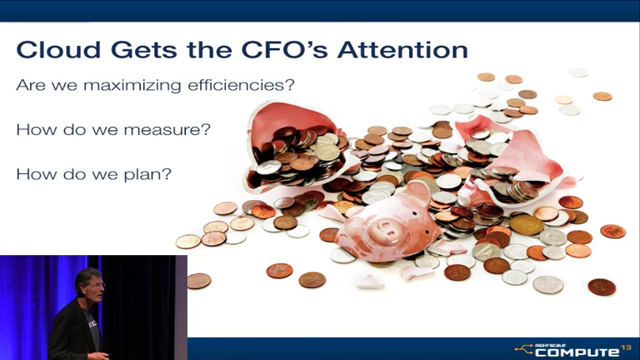 Cloud Gets the CFO's Attention
Are we maximizing efficiencies?
How do we measure?
How do we plan?
RIGHTSCALE
COMPUTE 13